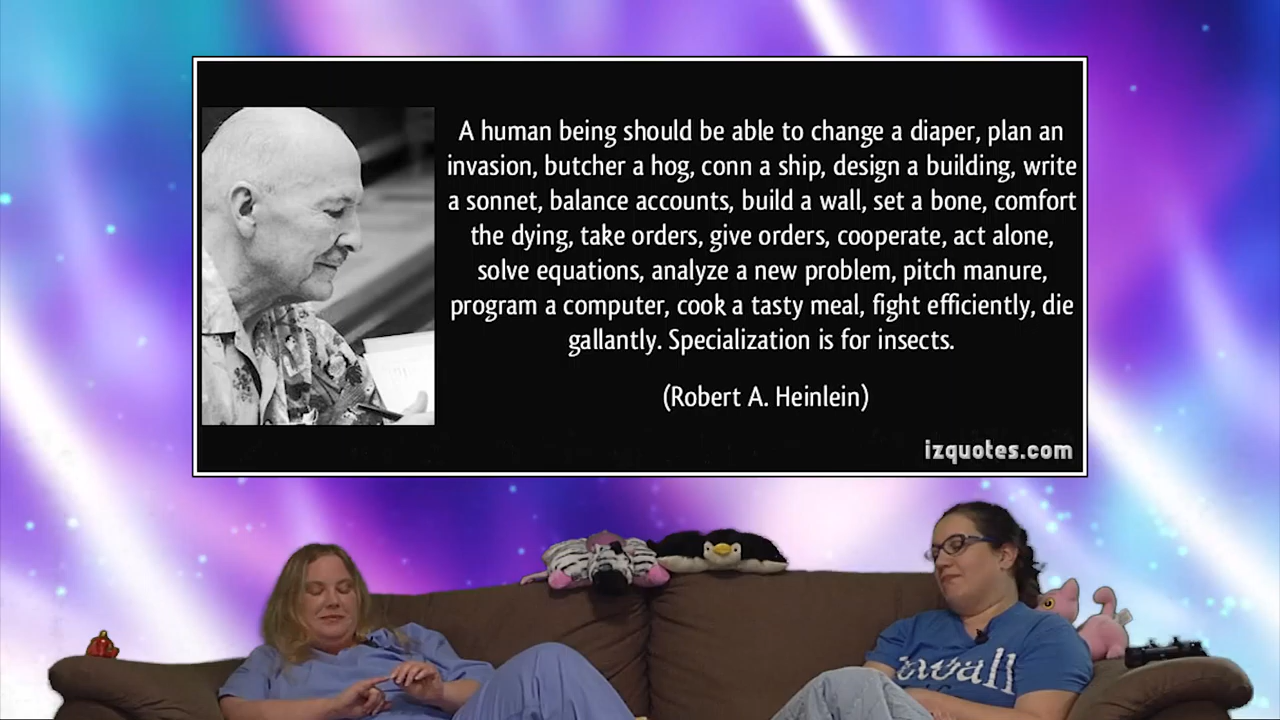 A human being should be able to change a diaper, plan an
invasion, butcher a hog, conn a ship, design a building, write
a sonnet, balance accounts, build a wall, set a bone, comfort
the dying, take orders, give orders, cooperate, act alone,
solve equations, analyze a new problem, pitch manure,
program a computer, cook a tasty meal, fight efficiently, die
gallantly. Specialization is for insects.
(Robert A. Heinlein)
izquotes.com